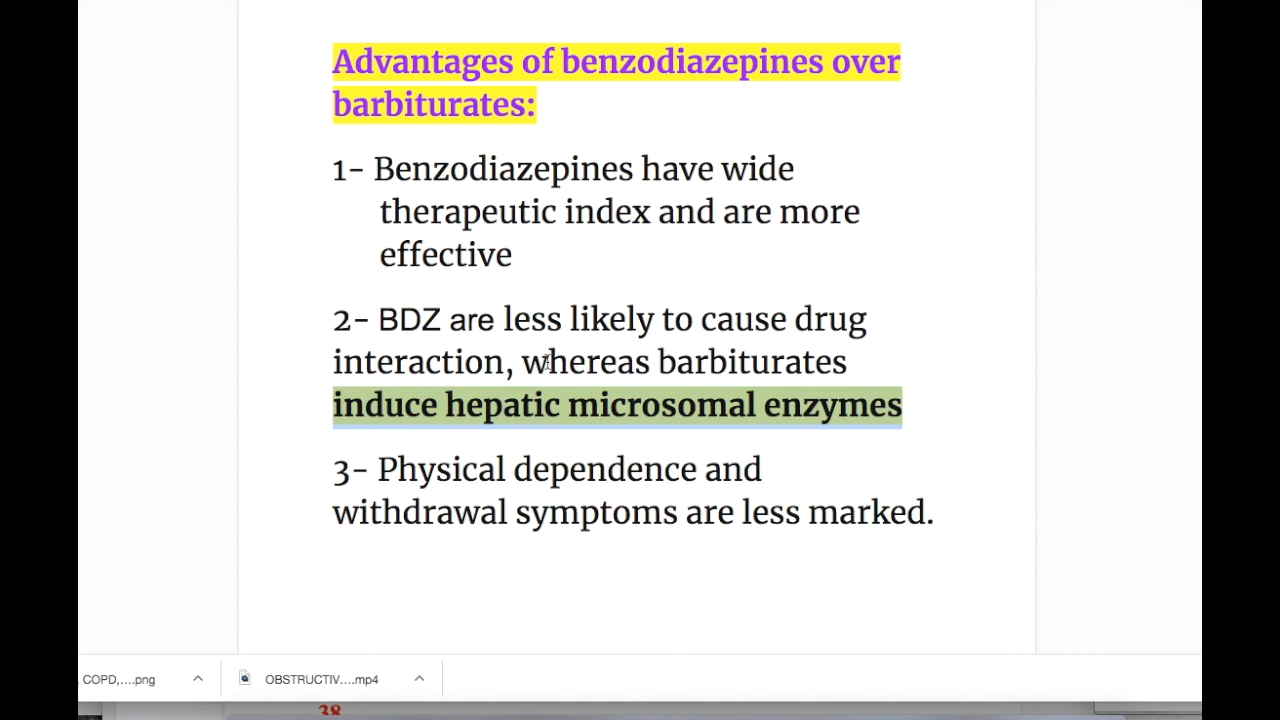 Advantages of benzodiazepines over
barbiturates:
1- Benzodiazepines have wide
therapeutic index and are more
effective
2- BDZ are less likely to cause drug
interaction, whereas barbiturates
induce hepatic microsomal enzymes
3- Physical dependence and
withdrawal symptoms are less marked.
COPD,....png
OBSTRUCTIV....mp4
38